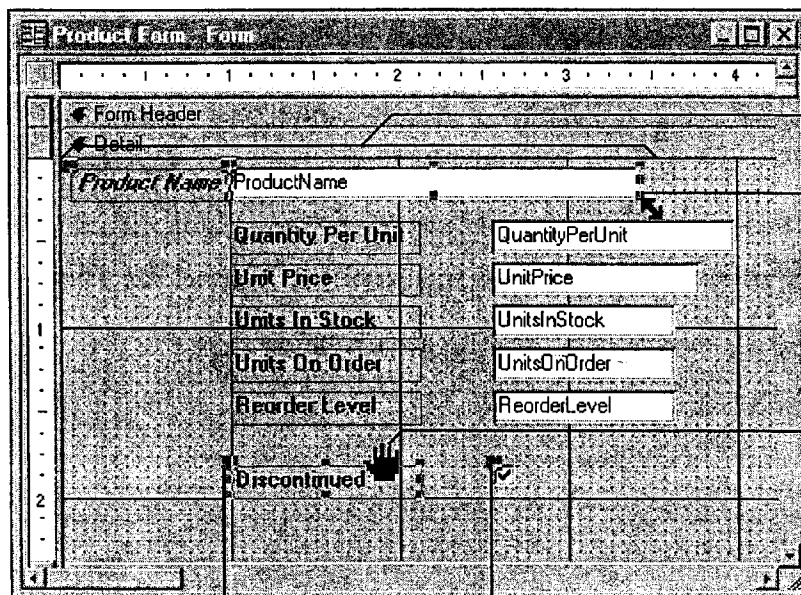 Product Form : Form
1 2 3 4
Form Header
Detail
Product Name ProductName
Quantity Per Unit QuantityPerUnit
Unit Price UnitPrice
1
Units In Stock UnitsInStock
Units On Order UnitsOnOrder
Reorder Level ReorderLevel
Discontinued
2